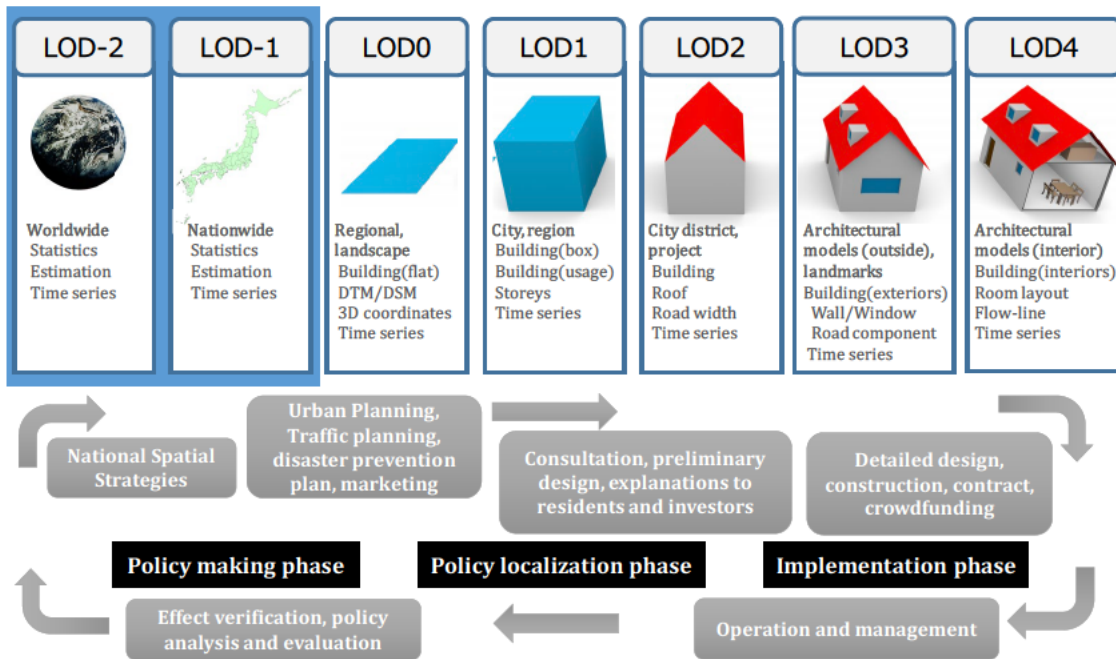 LOD-2
LOD-1
LOD0
LOD1
LOD2
LOD3
LOD4
Worldwide
Statistics
Estimation
Time series
Nationwide
Statistics
Estimation
Time series
Regional,
landscape
Building(flat)
DTM/DSM
3D coordinates
Time series
City, region
Building(box)
Building(usage)
Storeys
Time series
City district,
project
Building
Roof
Road width
Time series
Architectural
models (outside),
landmarks
Building(exteriors)
Wall/Window
Road component
Time series
Architectural
models (interior)
Building(interiors)
Room layout
Flow-line
Time series
National Spatial
Strategies
Urban Planning,
Traffic planning,
disaster prevention
plan, marketing
Consultation, preliminary
design, explanations to
residents and investors
Detailed design,
construction, contract,
crowdfunding
Policy making phase
Policy localization phase
Implementation phase
Effect verification, policy
analysis and evaluation
Operation and management